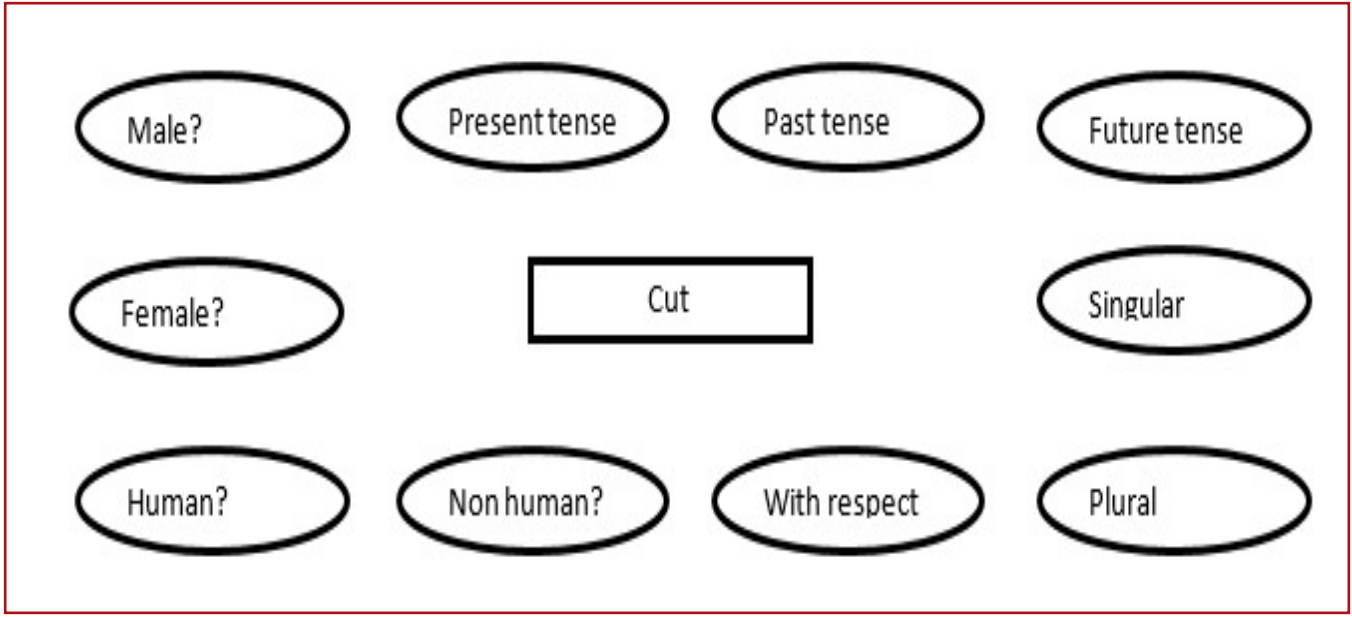 Male?
Present tense
Past tense
Future tense
Female?
Cut
Singular
Human?
Non human?
With respect
Plural